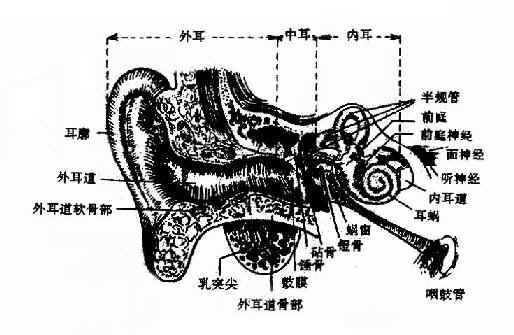 外耳
中耳
内耳
半规管
前庭
前庭神经
面神经
听神经
内耳道
耳蜗
耳廓
外耳道
外耳道软骨部
蜗窗
镫骨
砧骨
锤骨
鼓膜
乳突尖
外耳道骨部
咽鼓管